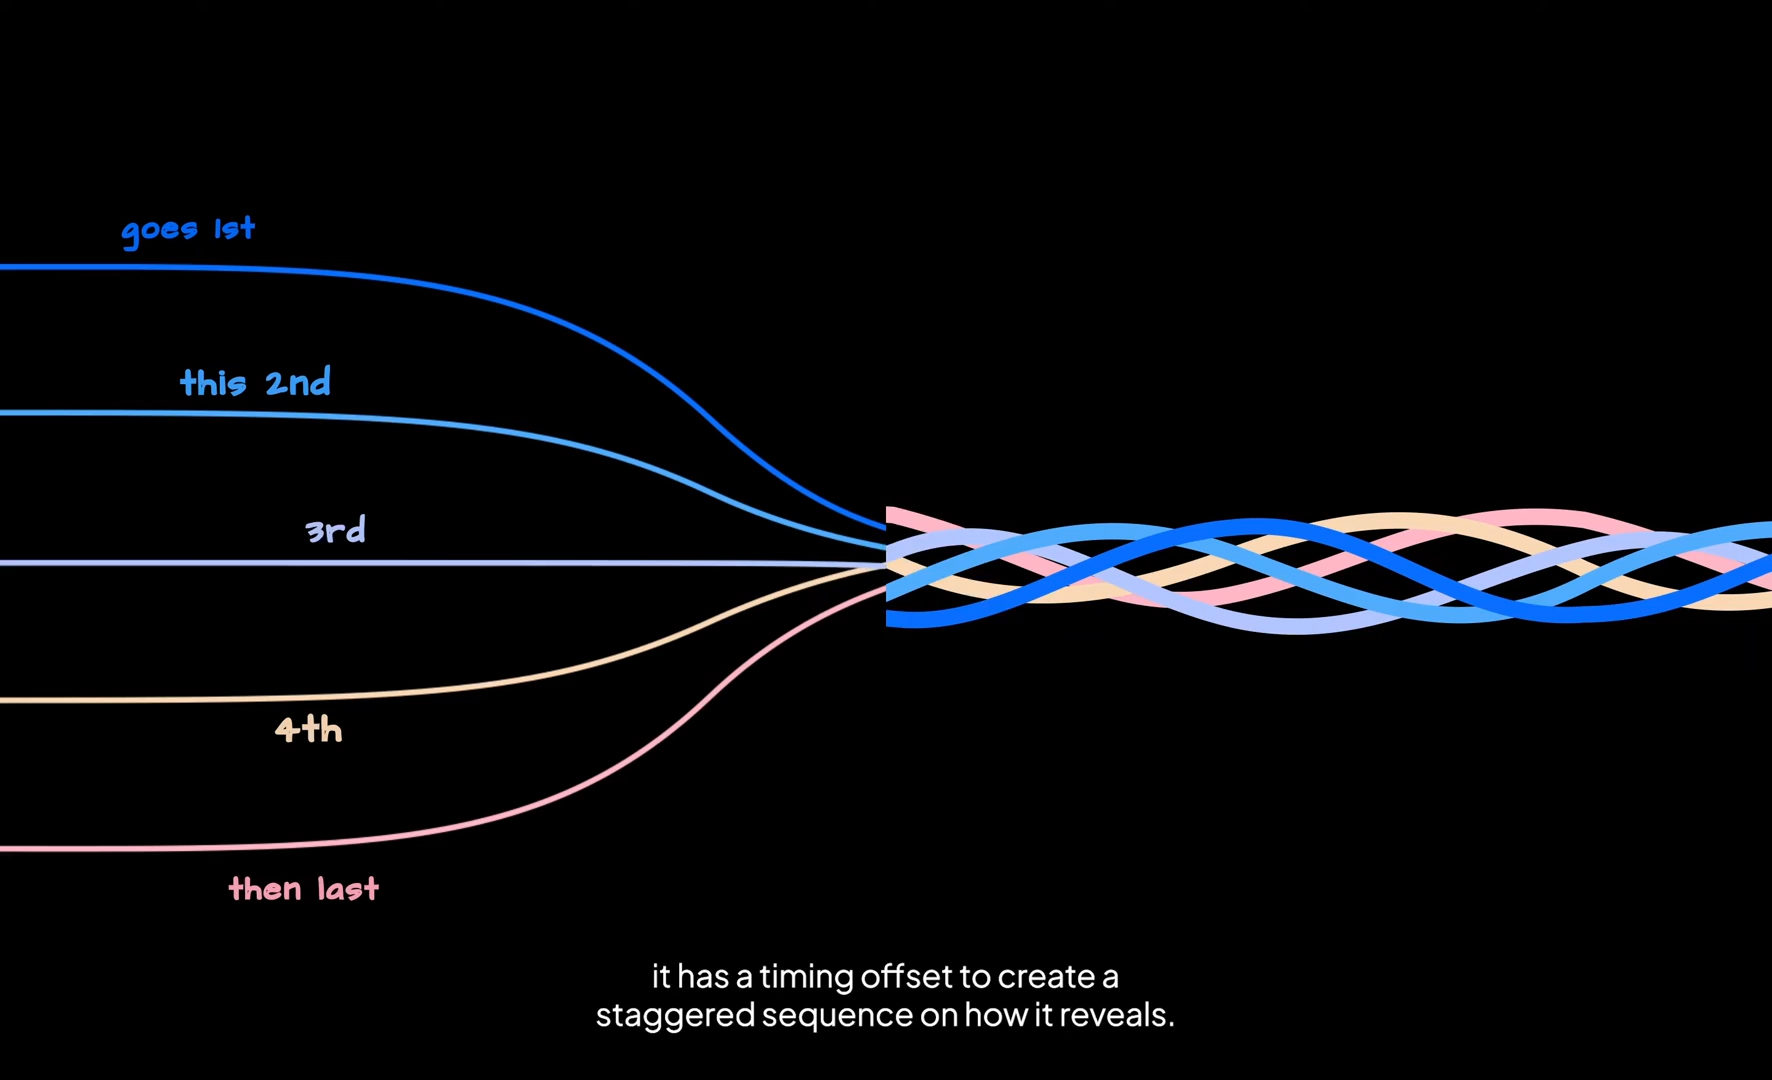 goes 1st
this 2nd
3rd
4th
then last
it has a timing offset to create a
staggered sequence on how it reveals.